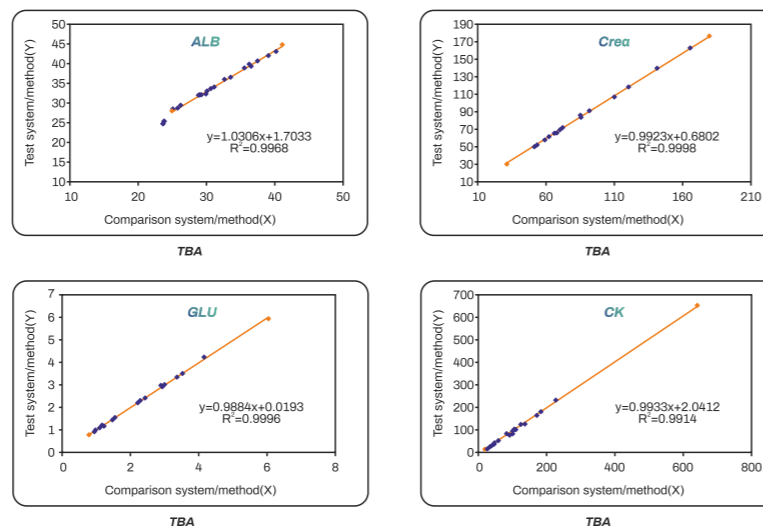 ALB
Test system/method(Y)
50
45
40
35
30
25
20
15
10
y=1.0306x+1.7033
R²=0.9968
10 20 30 40 50
Comparison system/method(X)
TBA
Crea
Test system/method(Y)
190
170
150
130
110
90
70
50
30
10
y=0.9923x+0.6802
R²=0.9998
10 60 110 160 210
Comparison system/method(X)
TBA
GLU
Test system/method(Y)
7
6
5
4
3
2
1
0
y=0.9884x+0.0193
R²=0.9996
0 2 4 6 8
Comparison system/method(X)
TBA
CK
Test system/method(Y)
700
600
500
400
300
200
100
0
y=0.9933x+2.0412
R²=0.9914
0 200 400 600 800
Comparison system/method(X)
TBA